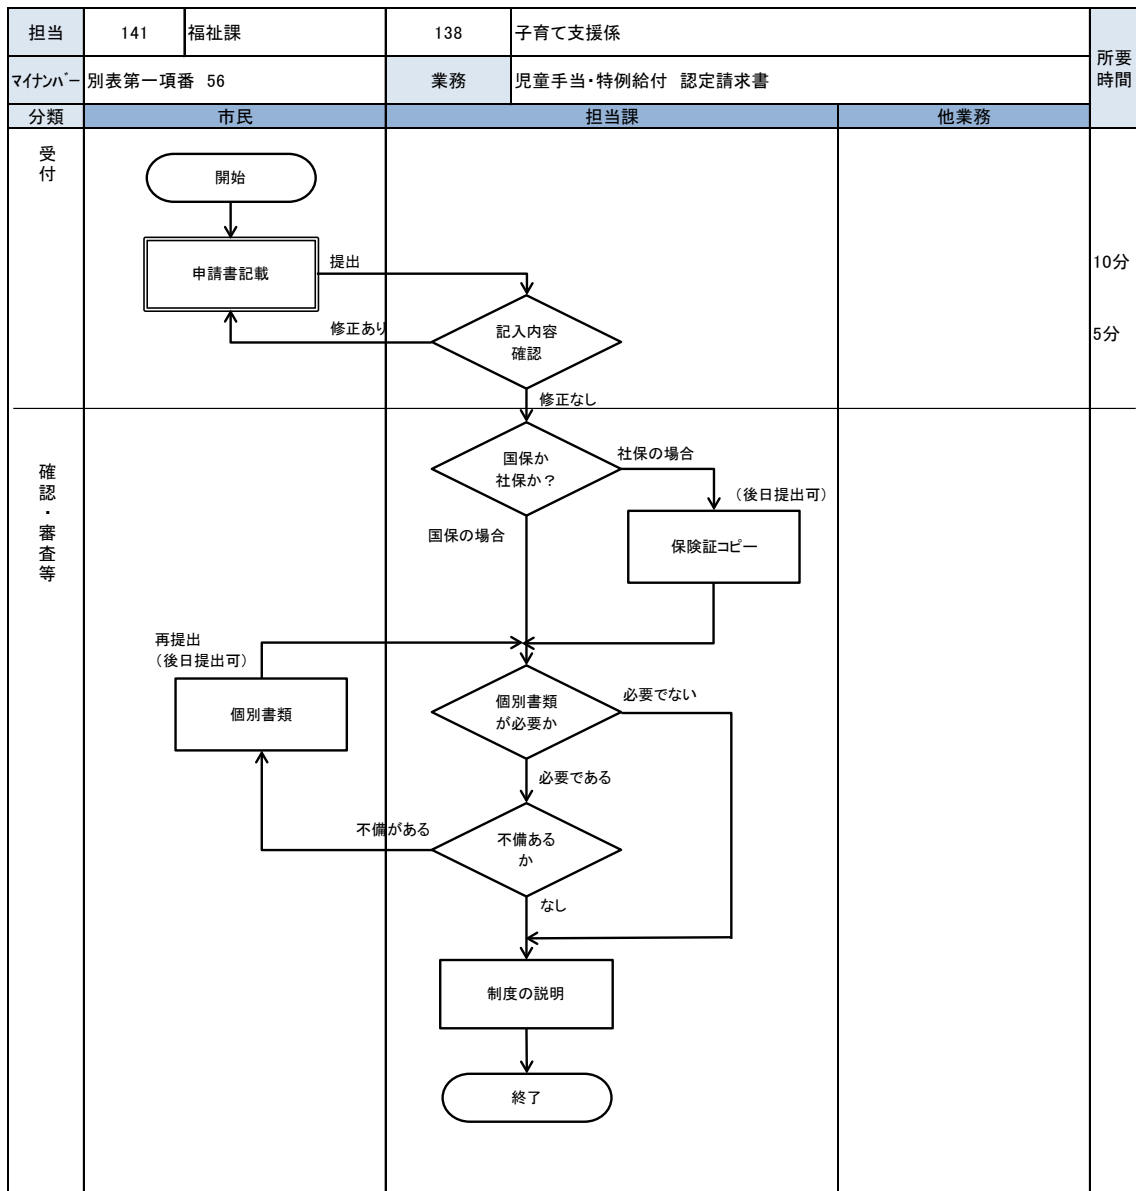 担当 141 福祉課 138 子育て支援係
所要
時間
マイナンバー 別表第一項番 56 業務 児童手当・特例給付 認定請求書
分類 市民 担当課 他業務
受
付
開始
申請書記載
提出
10分
修正あり
記入内容
確認
5分
修正なし
確
認
・
審
査
等
国保か
社保か?
社保の場合
(後日提出可)
国保の場合
保険証コピー
再提出
(後日提出可)
個別書類
個別書類
が必要か
必要でない
必要である
不備がある
不備ある
か
なし
制度の説明
終了